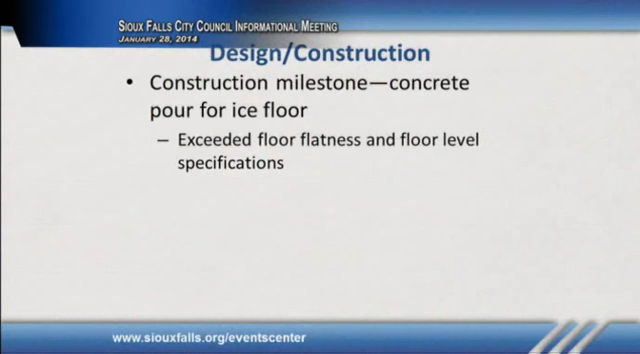 Sioux Falls City Council Informational Meeting
January 28, 2014
Design/Construction
• Construction milestone—concrete
pour for ice floor
– Exceeded floor flatness and floor level
specifications
www.siouxfalls.org/eventscenter